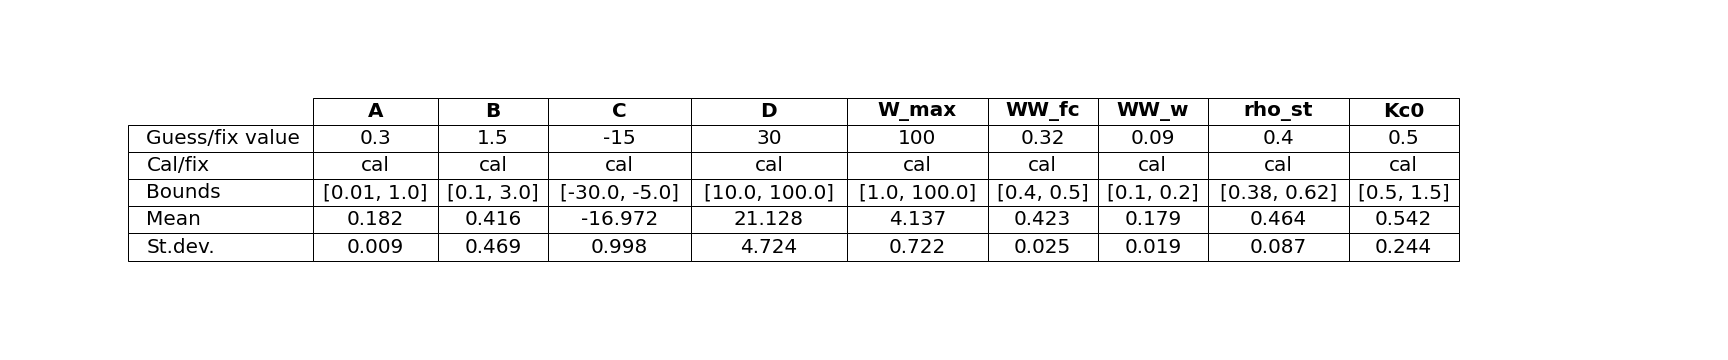 A B C D W_max WW_fc WW_w rho_st Kc0
Guess/fix value 0.3 1.5 -15 30 100 0.32 0.09 0.4 0.5
Cal/fix cal cal cal cal cal cal cal cal cal
Bounds [0.01, 1.0] [0.1, 3.0] [-30.0, -5.0] [10.0, 100.0] [1.0, 100.0] [0.4, 0.5] [0.1, 0.2] [0.38, 0.62] [0.5, 1.5]
Mean 0.182 0.416 -16.972 21.128 4.137 0.423 0.179 0.464 0.542
St.dev. 0.009 0.469 0.998 4.724 0.722 0.025 0.019 0.087 0.244